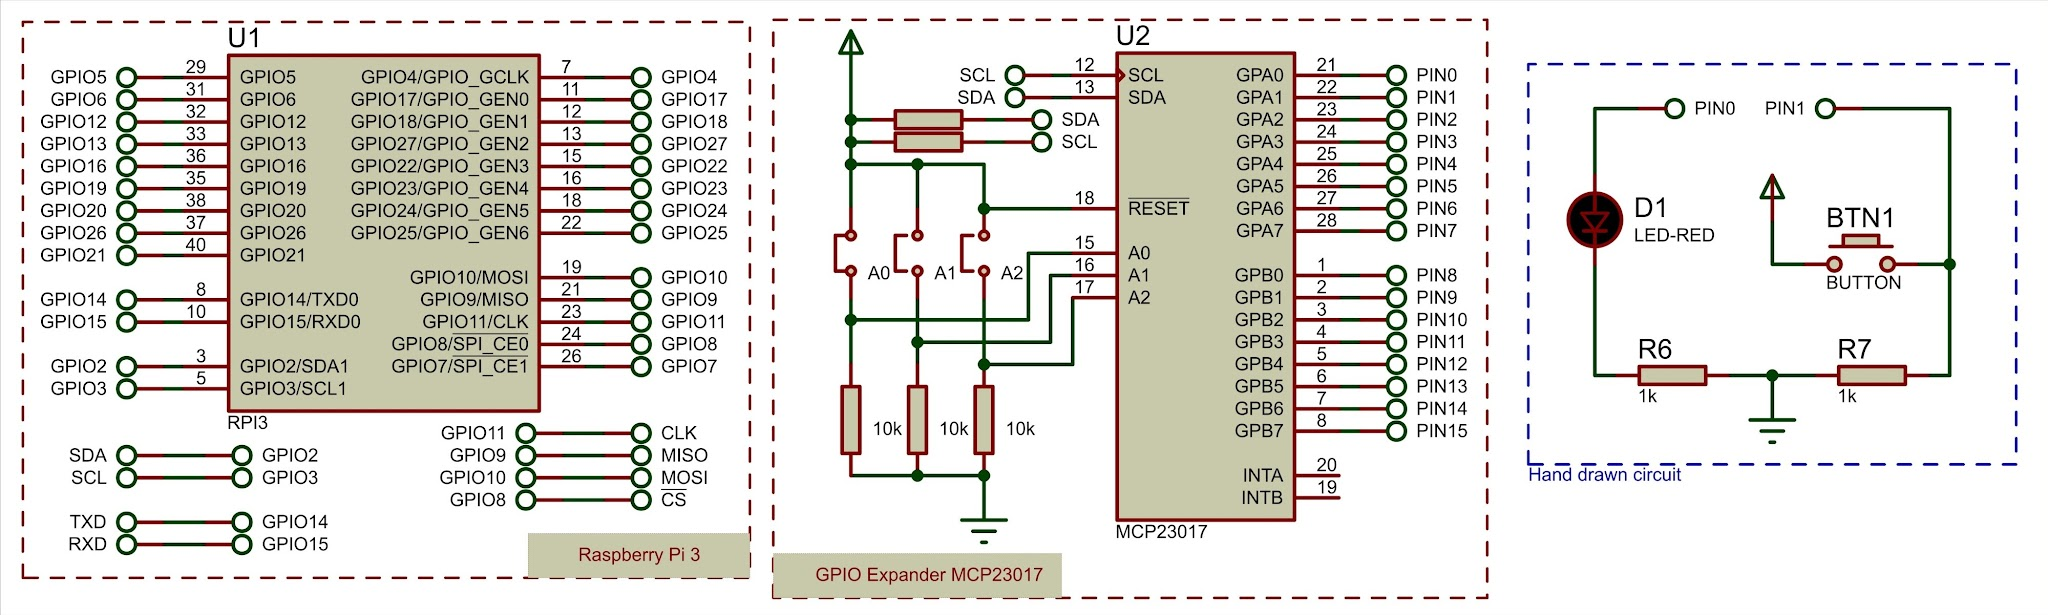 U1
GPIO5 29 GPIO5 GPIO4/GPIO_GCLK 7 GPIO4
GPIO6 31 GPIO6 GPIO17/GPIO_GEN0 11 GPIO17
GPIO12 32 GPIO12 GPIO18/GPIO_GEN1 12 GPIO18
GPIO13 33 GPIO13 GPIO27/GPIO_GEN2 13 GPIO27
GPIO16 36 GPIO16 GPIO22/GPIO_GEN3 15 GPIO22
GPIO19 35 GPIO19 GPIO23/GPIO_GEN4 16 GPIO23
GPIO20 38 GPIO20 GPIO24/GPIO_GEN5 18 GPIO24
GPIO26 37 GPIO26 GPIO25/GPIO_GEN6 22 GPIO25
GPIO21 40 GPIO21
GPIO10/MOSI 19 GPIO10
GPIO14 8 GPIO14/TXD0 GPIO9/MISO 21 GPIO9
GPIO15 10 GPIO15/RXD0 GPIO11/CLK 23 GPIO11
GPIO8/SPI_CE0 24 GPIO8
GPIO2 3 GPIO2/SDA1 GPIO7/SPI_CE1 26 GPIO7
GPIO3 5 GPIO3/SCL1
RPI3
GPIO11 CLK
SDA GPIO2 GPIO9 MISO
SCL GPIO3 GPIO10 MOSI
GPIO8 CS
TXD GPIO14
RXD GPIO15
Raspberry Pi 3
U2
SCL 12 SCL GPA0 21 PIN0
SDA 13 SDA GPA1 22 PIN1
SDA GPA2 23 PIN2
SCL GPA3 24 PIN3
GPA4 25 PIN4
GPA5 26 PIN5
18 RESET GPA6 27 PIN6
GPA7 28 PIN7
15 A0
A0 A1 A2 16 A1 GPB0 1 PIN8
17 A2 GPB1 2 PIN9
GPB2 3 PIN10
GPB3 4 PIN11
GPB4 5 PIN12
GPB5 6 PIN13
GPB6 7 PIN14
10k 10k 10k GPB7 8 PIN15
INTA 20
INTB 19
MCP23017
GPIO Expander MCP23017
PIN0 PIN1
D1
LED-RED
BTN1
BUTTON
R6 R7
1k 1k
Hand drawn circuit